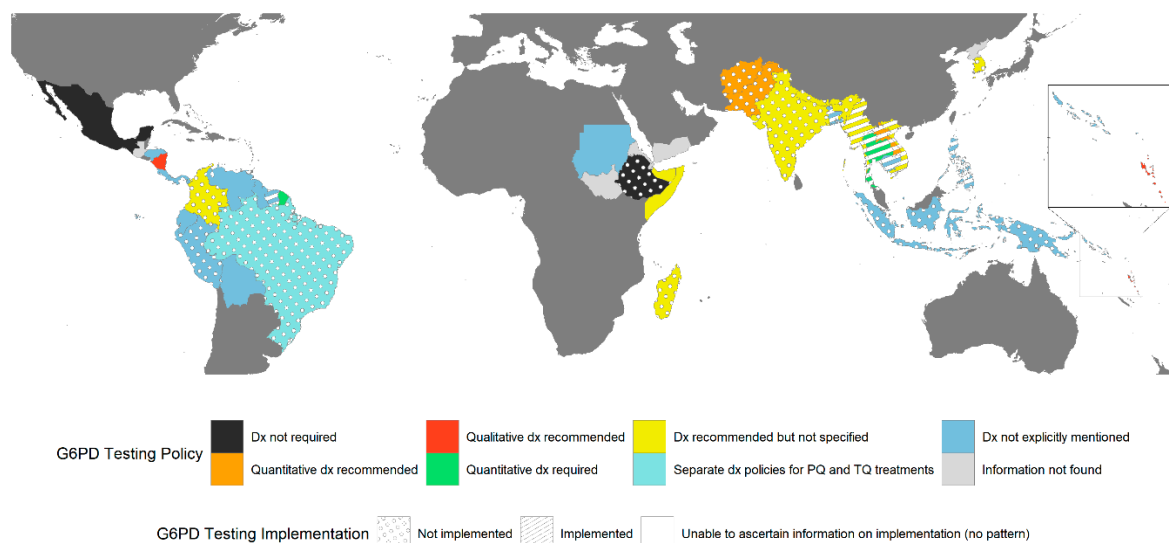 G6PD Testing Policy
Dx not required
Qualitative dx recommended
Dx recommended but not specified
Dx not explicitly mentioned
Quantitative dx recommended
Quantitative dx required
Separate dx policies for PQ and TQ treatments
Information not found
G6PD Testing Implementation
Not implemented
Implemented
Unable to ascertain information on implementation (no pattern)